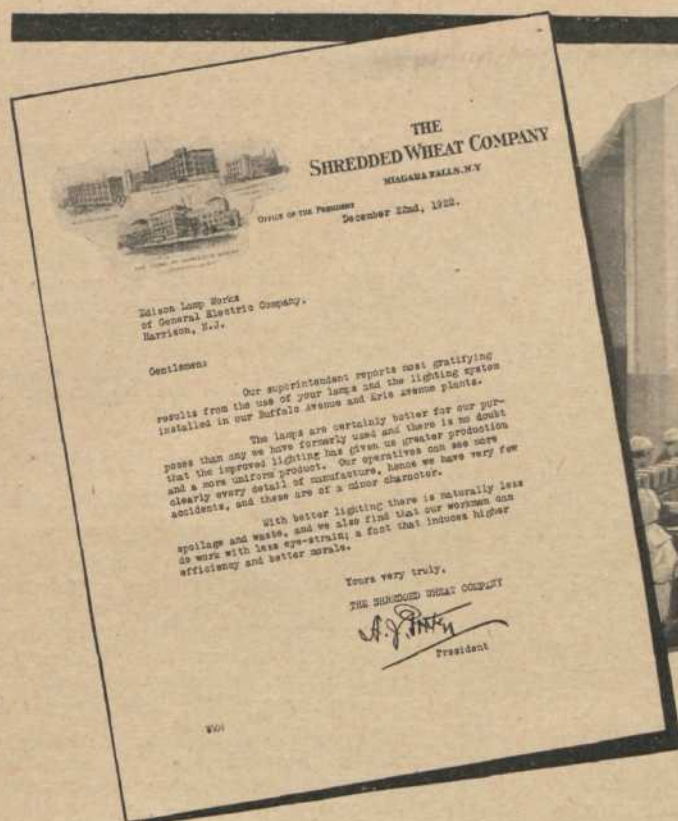 THE
SHREDDED WHEAT COMPANY
NIAGARA FALLS, N.Y
OFFICE OF THE PRESIDENT
December 22nd, 1922.
Edison Lamp Works
of General Electric Company.
Harrison, N.J.
Gentlemen:
Our superintendent reports most gratifying
results from the use of your lamps and the lighting system
installed in our Buffalo Avenue and Erie Avenue plants.
The lamps are certainly better for our pur-
poses than any we have formerly used and there is no doubt
that the improved lighting has given us greater production
and a more uniform product. Our operatives can see more
clearly every detail of manufacture, hence we have very few
accidents, and these are of a minor character.
With better lighting there is naturally less
spoilage and waste, and we also find that our workmen can
do work with less eye-strain; a fact that induces higher
efficiency and better morale.
Yours very truly,
THE SHREDDED WHEAT COMPANY
President